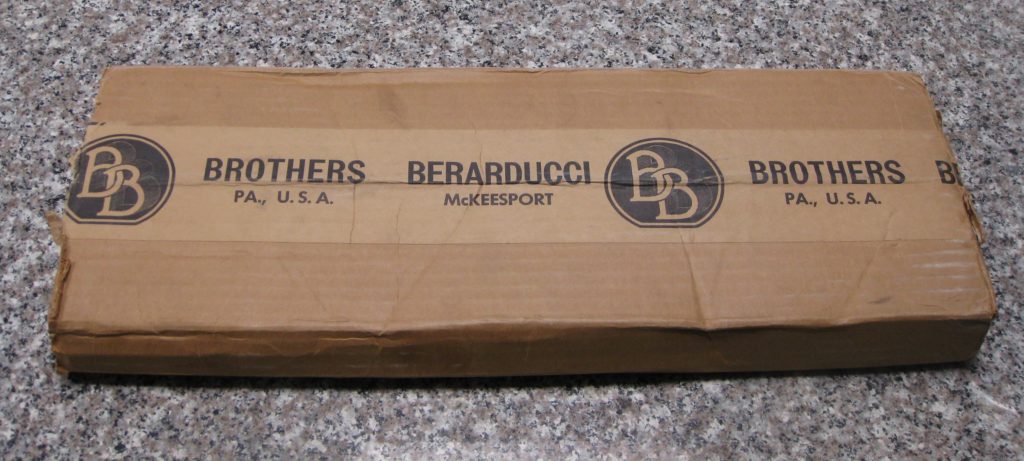 BB BROTHERS BERARDUCCI BB BROTHERS B
PA., U.S.A. McKEESPORT PA., U.S.A.